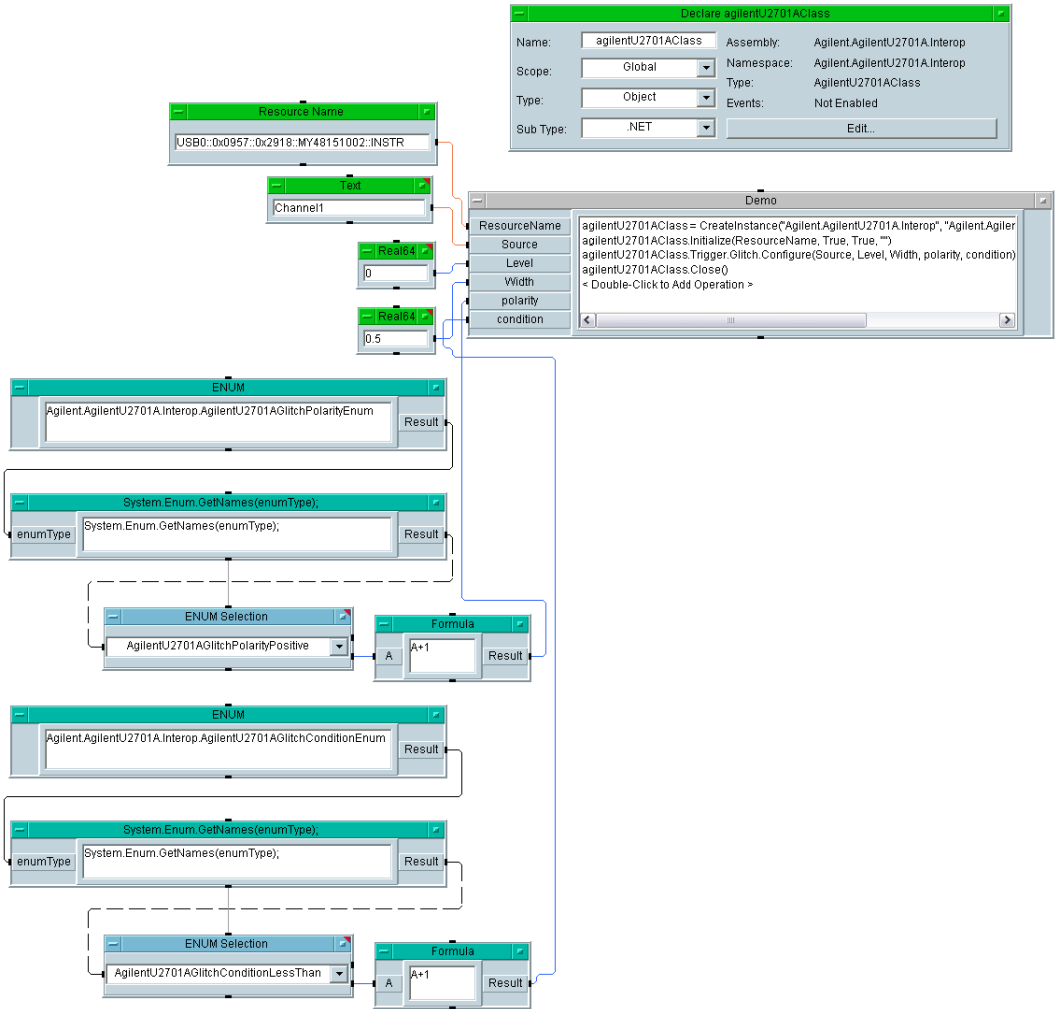 Declare agilentU2701AClass
Name:
agilentU2701AClass
Assembly:
Agilent.AgilentU2701A.Interop
Scope:
Global
Namespace:
Agilent.AgilentU2701A.Interop
Type:
AgilentU2701AClass
Type:
Object
Events:
Not Enabled
Sub Type:
.NET
Edit...
Resource Name
USB0::0x0957::0x2918::MY48151002::INSTR
Text
Channel1
Real64
0
Real64
0.5
Demo
ResourceName
Source
Level
Width
polarity
condition
agilentU2701AClass = CreateInstance("Agilent.AgilentU2701A.Interop", "Agilent.Agiler
agilentU2701AClass.Initialize(ResourceName, True, True, "")
agilentU2701AClass.Trigger.Glitch.Configure(Source, Level, Width, polarity, condition)
agilentU2701AClass.Close()
< Double-Click to Add Operation >
ENUM
Agilent.AgilentU2701A.Interop.AgilentU2701AGlitchPolarityEnum
Result
System.Enum.GetNames(enumType);
enumType
System.Enum.GetNames(enumType);
Result
ENUM Selection
AgilentU2701AGlitchPolarityPositive
Formula
A
A+1
Result
ENUM
Agilent.AgilentU2701A.Interop.AgilentU2701AGlitchConditionEnum
Result
System.Enum.GetNames(enumType);
enumType
System.Enum.GetNames(enumType);
Result
ENUM Selection
AgilentU2701AGlitchConditionLessThan
Formula
A
A+1
Result